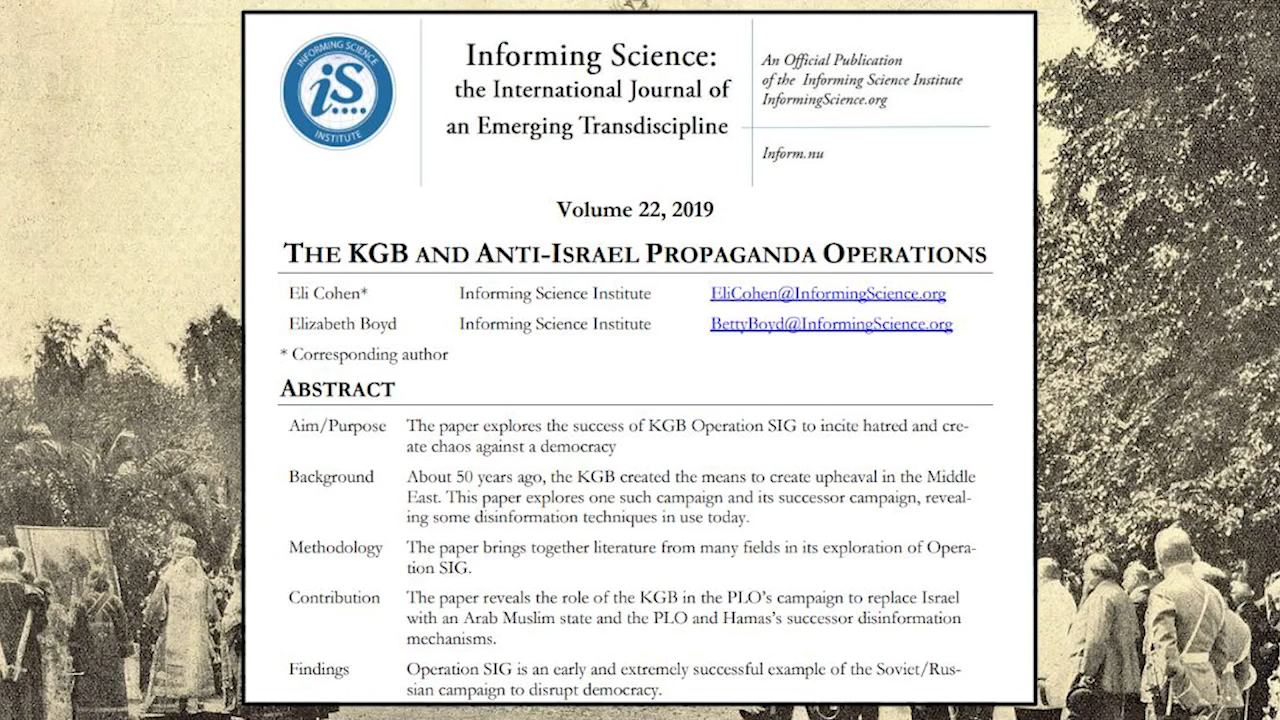 INFORMING SCIENCE
iS
INSTITUTE
Informing Science:
the International Journal of
an Emerging Transdiscipline
An Official Publication
of the Informing Science Institute
InformingScience.org
Inform.nu
Volume 22, 2019
THE KGB AND ANTI-ISRAEL PROPAGANDA OPERATIONS
Eli Cohen* Informing Science Institute EliCohen@InformingScience.org
Elizabeth Boyd Informing Science Institute BettyBoyd@InformingScience.org
* Corresponding author
ABSTRACT
Aim/Purpose The paper explores the success of KGB Operation SIG to incite hatred and cre-
ate chaos against a democracy
Background About 50 years ago, the KGB created the means to create upheaval in the Middle
East. This paper explores one such campaign and its successor campaign, reveal-
ing some disinformation techniques in use today.
Methodology The paper brings together literature from many fields in its exploration of Opera-
tion SIG.
Contribution The paper reveals the role of the KGB in the PLO's campaign to replace Israel
with an Arab Muslim state and the PLO and Hamas's successor disinformation
mechanisms.
Findings Operation SIG is an early and extremely successful example of the Soviet/Rus-
sian campaign to disrupt democracy.